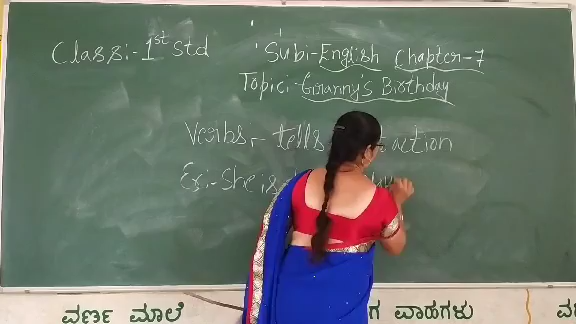 Class:- 1st Std
Sub:- English Chapter-7
Topic:- Granny's Birthday
Verbs - tells action
Ex:- She is
ವರ್ಣ ಮಾಲೆ
ವಾಹಗಳು